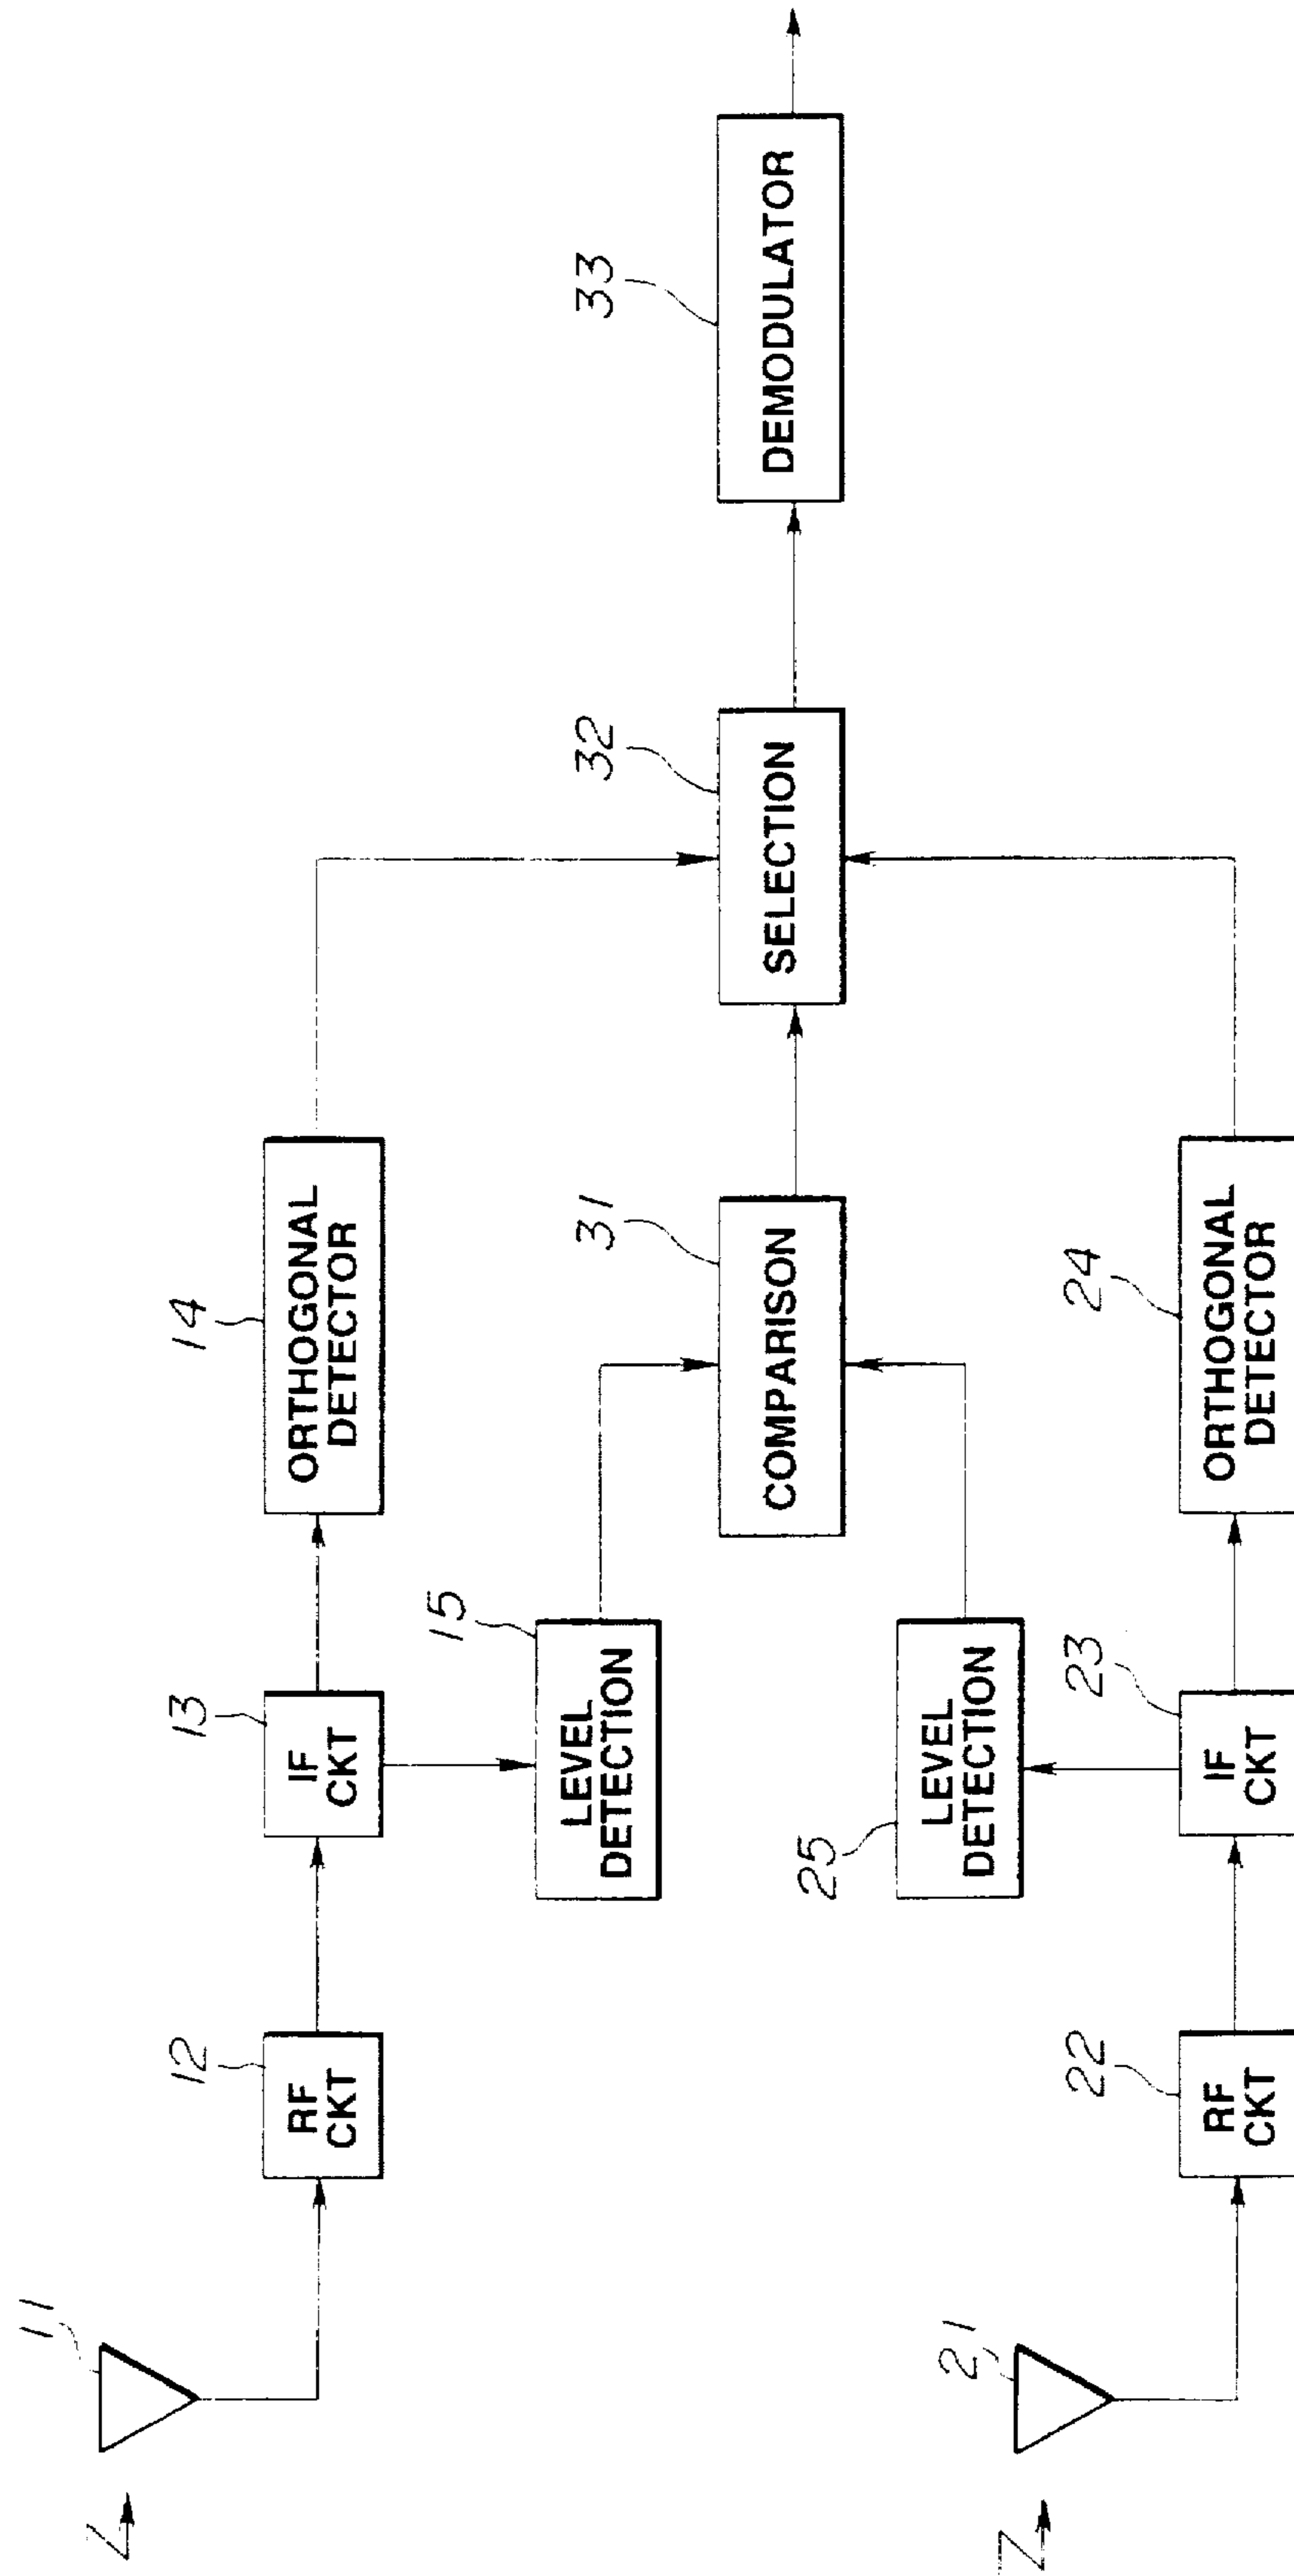 11
12
RF
CKT
13
IF
CKT
14
ORTHOGONAL
DETECTOR
15
LEVEL
DETECTION
31
COMPARISON
32
SELECTION
33
DEMODULATOR
25
LEVEL
DETECTION
21
22
RF
CKT
23
IF
CKT
24
ORTHOGONAL
DETECTOR